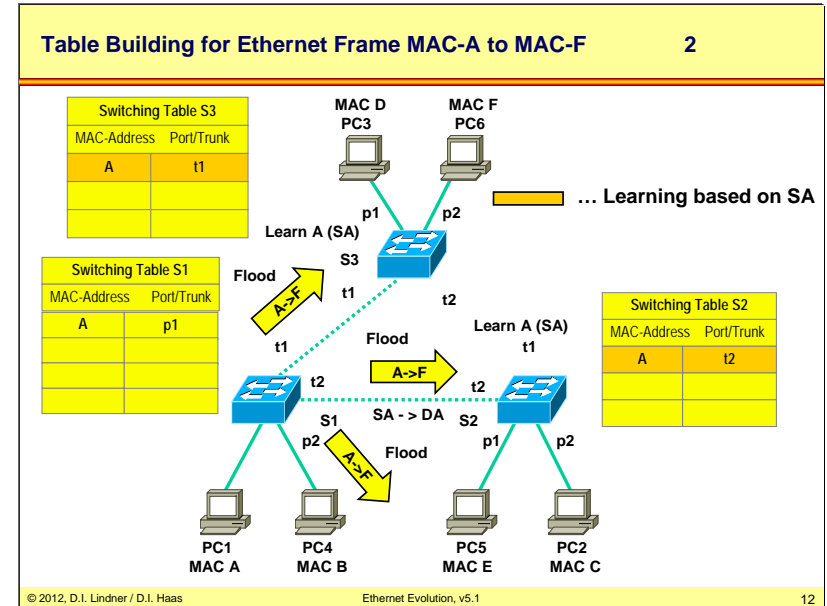 Table Building for Ethernet Frame MAC-A to MAC-F 2
Switching Table S3
MAC-Address Port/Trunk
A t1
MAC D
PC3
MAC F
PC6
... Learning based on SA
p1
p2
Learn A (SA)
S3
Switching Table S1
MAC-Address Port/Trunk
A p1
Flood
A->F
t1
t2
Switching Table S2
MAC-Address Port/Trunk
A t2
Learn A (SA)
t1
Flood
A->F
t1
t2
t2
SA - > DA
S1
S2
p2
A->F
Flood
p1
p2
PC1
MAC A
PC4
MAC B
PC5
MAC E
PC2
MAC C
© 2012, D.I. Lindner / D.I. Haas
Ethernet Evolution, v5.1
12